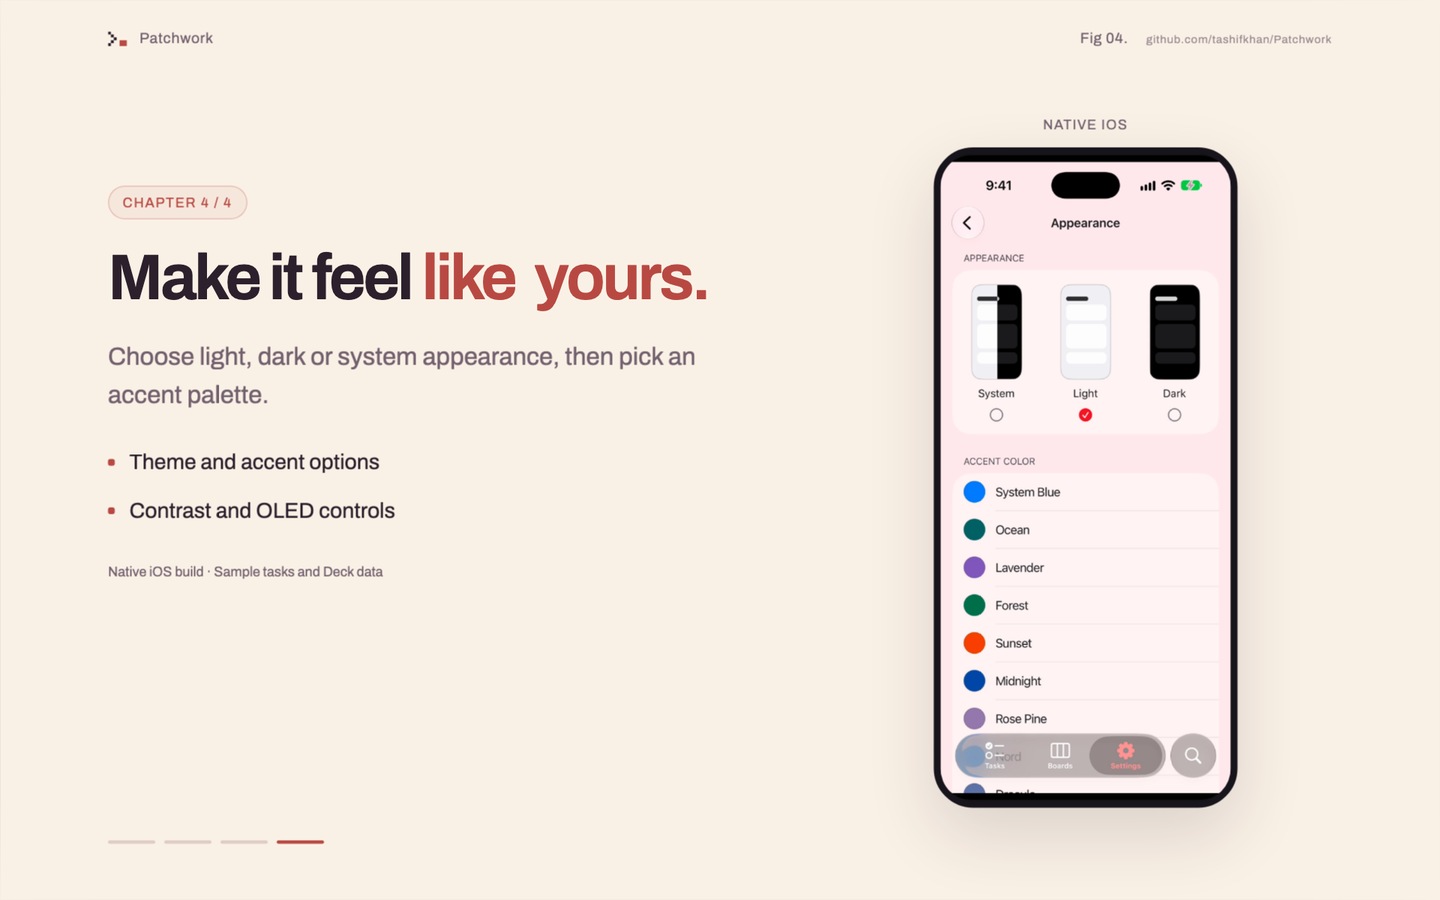 Patchwork
Fig 04. github.com/tashifkhan/Patchwork
CHAPTER 4 / 4
Make it feel like yours.
Choose light, dark or system appearance, then pick an
accent palette.
Theme and accent options
Contrast and OLED controls
Native iOS build · Sample tasks and Deck data
NATIVE IOS
9:41
Appearance
APPEARANCE
System Light Dark
ACCENT COLOR
System Blue
Ocean
Lavender
Forest
Sunset
Midnight
Rose Pine
Nord
Tasks Boards Settings
Dracula